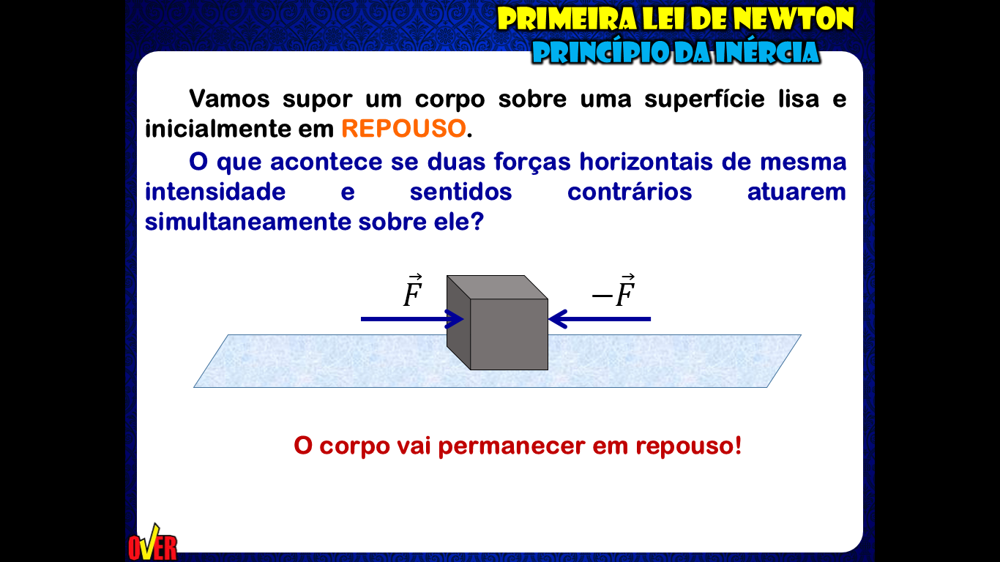 PRIMEIRA LEI DE NEWTON
PRINCÍPIO DA INÉRCIA
Vamos supor um corpo sobre uma superfície lisa e
inicialmente em REPOUSO.
O que acontece se duas forças horizontais de mesma
intensidade e sentidos contrários atuarem
simultaneamente sobre ele?
F⃗
−F⃗
O corpo vai permanecer em repouso!
OVER